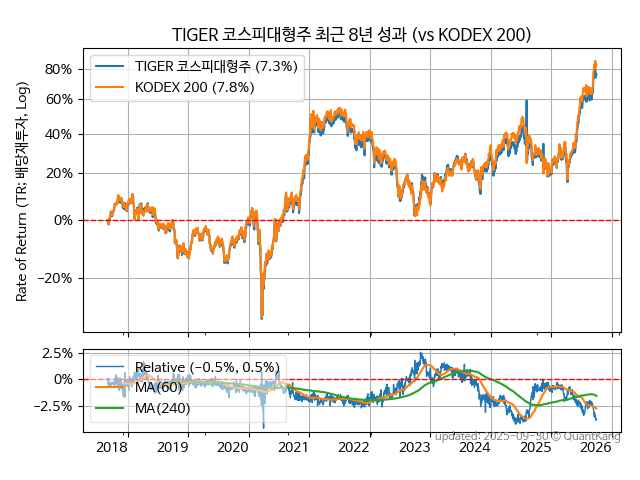 TIGER 코스피대형주 최근 8년 성과 (vs KODEX 200)
Rate of Return (TR: 배당재투자, Log)
TIGER 코스피대형주 (7.3%)
KODEX 200 (7.8%)
80%
60%
40%
20%
0%
−20%
2.5%
0%
−2.5%
Relative (−0.5%, 0.5%)
MA(60)
MA(240)
updated: 2025-09-30 © QuantKang
2018 2019 2020 2021 2022 2023 2024 2025 2026